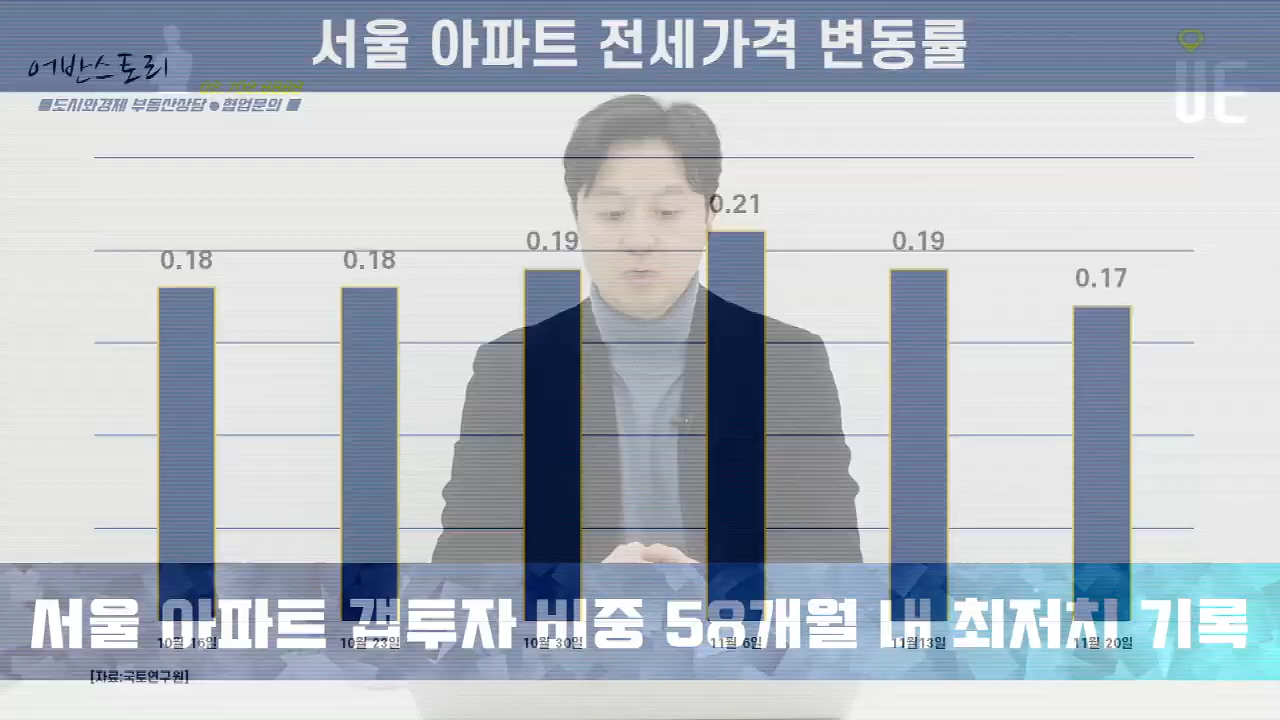 서울 아파트 전세가격 변동률
어반스토리
■도시와경제 부동산상담●협업문의 ■
UE
0.18
0.18
0.19
0.21
0.19
0.17
서울 아파트 갭투자 비중 58개월 내 최저치 기록
10월 16일
10월 23일
10월 30일
11월 6일
11월13일
11월 20일
[자료:국토연구원]